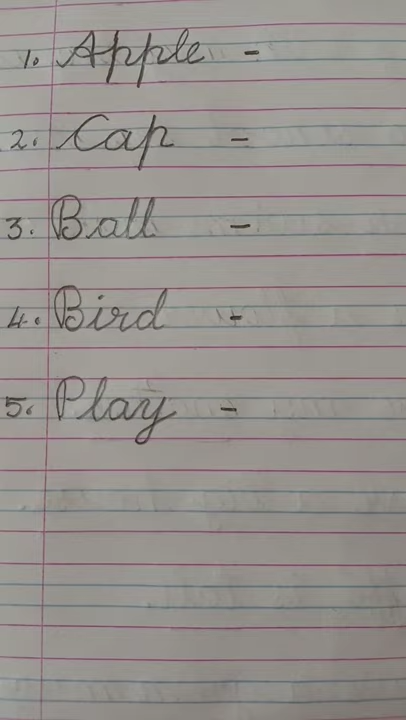 1. Apple -
2. Cap -
3. Ball -
4. Bird -
5. Play -